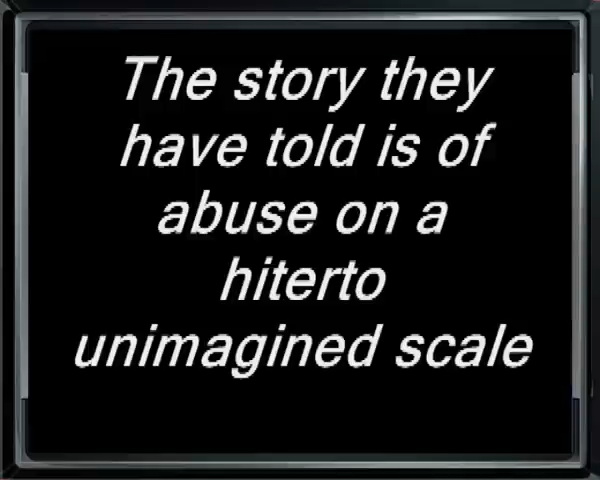 The story they
have told is of
abuse on a
hiterto
unimagined scale